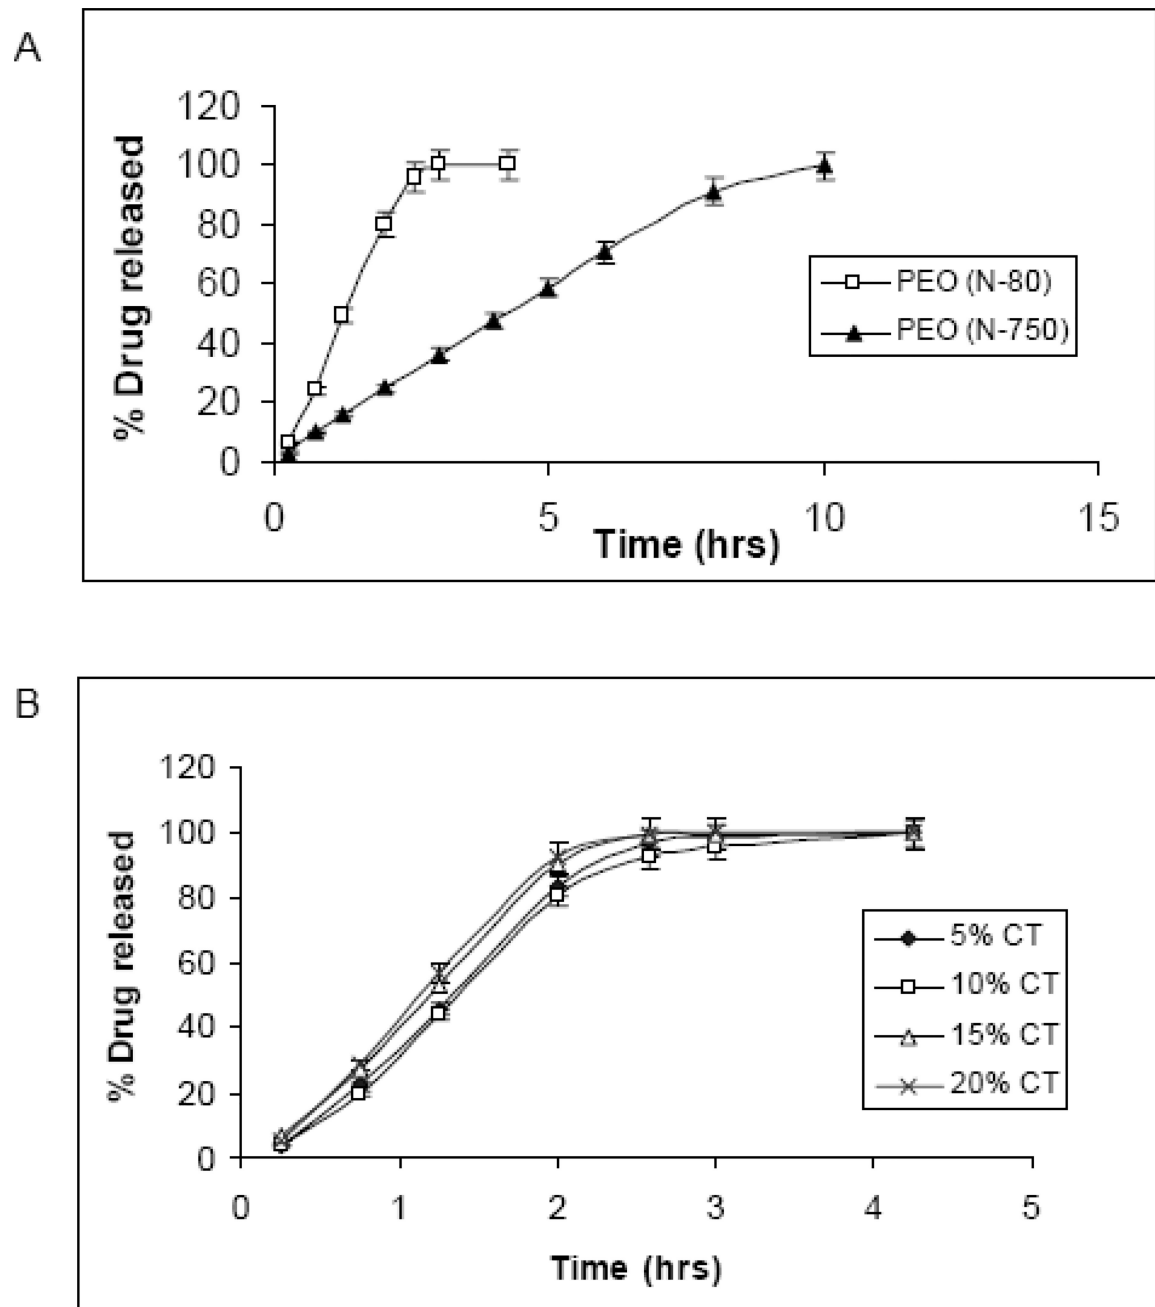 A
120
100
80
60
40
20
0
% Drug released
0 5 10 15
Time (hrs)
PEO (N-80)
PEO (N-750)
B
120
100
80
60
40
20
0
% Drug released
0 1 2 3 4 5
Time (hrs)
5% CT
10% CT
15% CT
20% CT